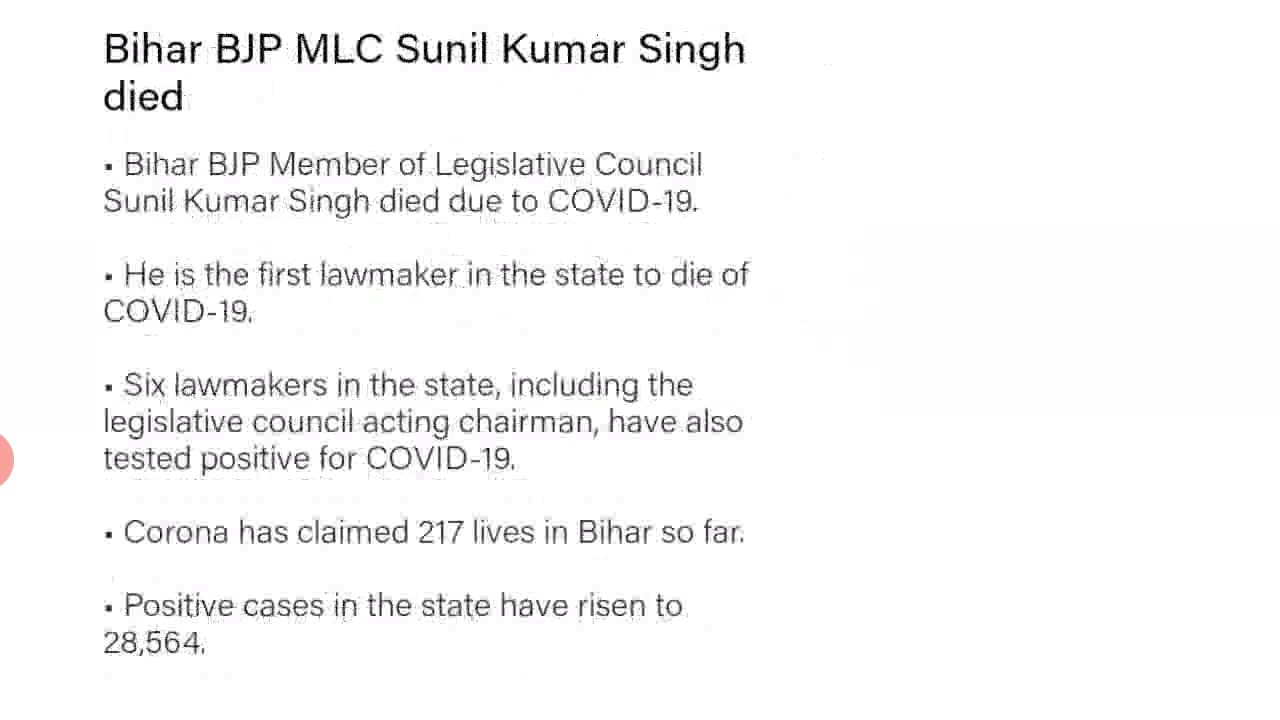 Bihar BJP MLC Sunil Kumar Singh
died
▪ Bihar BJP Member of Legislative Council
Sunil Kumar Singh died due to COVID-19.
▪ He is the first lawmaker in the state to die of
COVID-19.
▪ Six lawmakers in the state, including the
legislative council acting chairman, have also
tested positive for COVID-19.
▪ Corona has claimed 217 lives in Bihar so far.
▪ Positive cases in the state have risen to
28,564.